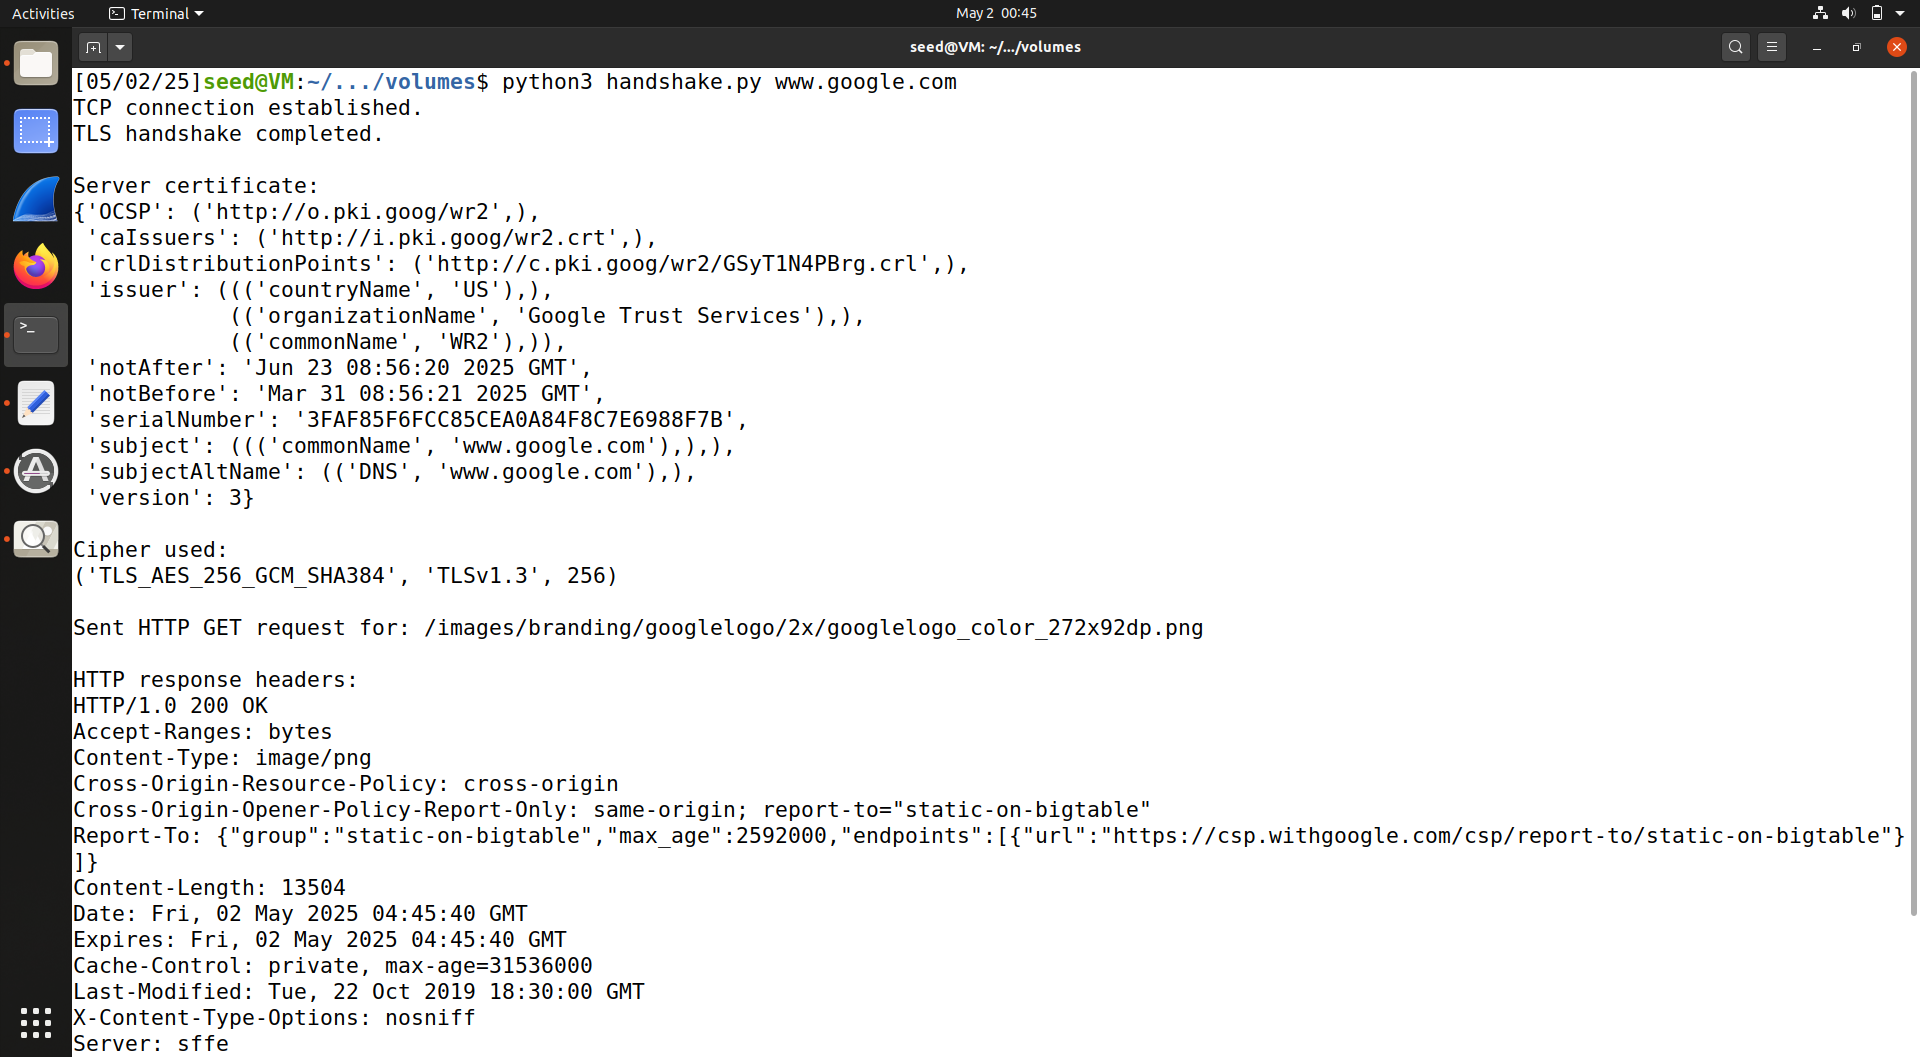 Activities
Terminal
May 2 00:45
seed@VM: ~/.../volumes
[05/02/25]seed@VM:~/.../volumes$ python3 handshake.py www.google.com
TCP connection established.
TLS handshake completed.
Server certificate:
{'OCSP': ('http://o.pki.goog/wr2',),
 'caIssuers': ('http://i.pki.goog/wr2.crt',),
 'crlDistributionPoints': ('http://c.pki.goog/wr2/GSyT1N4PBrg.crl',),
 'issuer': ((('countryName', 'US'),),
            (('organizationName', 'Google Trust Services'),),
            (('commonName', 'WR2'),)),
 'notAfter': 'Jun 23 08:56:20 2025 GMT',
 'notBefore': 'Mar 31 08:56:21 2025 GMT',
 'serialNumber': '3FAF85F6FCC85CEA0A84F8C7E6988F7B',
 'subject': ((('commonName', 'www.google.com'),),),
 'subjectAltName': (('DNS', 'www.google.com'),),
 'version': 3}
Cipher used:
('TLS_AES_256_GCM_SHA384', 'TLSv1.3', 256)
Sent HTTP GET request for: /images/branding/googlelogo/2x/googlelogo_color_272x92dp.png
HTTP response headers:
HTTP/1.0 200 OK
Accept-Ranges: bytes
Content-Type: image/png
Cross-Origin-Resource-Policy: cross-origin
Cross-Origin-Opener-Policy-Report-Only: same-origin; report-to="static-on-bigtable"
Report-To: {"group":"static-on-bigtable","max_age":2592000,"endpoints":[{"url":"https://csp.withgoogle.com/csp/report-to/static-on-bigtable"}
]}
Content-Length: 13504
Date: Fri, 02 May 2025 04:45:40 GMT
Expires: Fri, 02 May 2025 04:45:40 GMT
Cache-Control: private, max-age=31536000
Last-Modified: Tue, 22 Oct 2019 18:30:00 GMT
X-Content-Type-Options: nosniff
Server: sffe